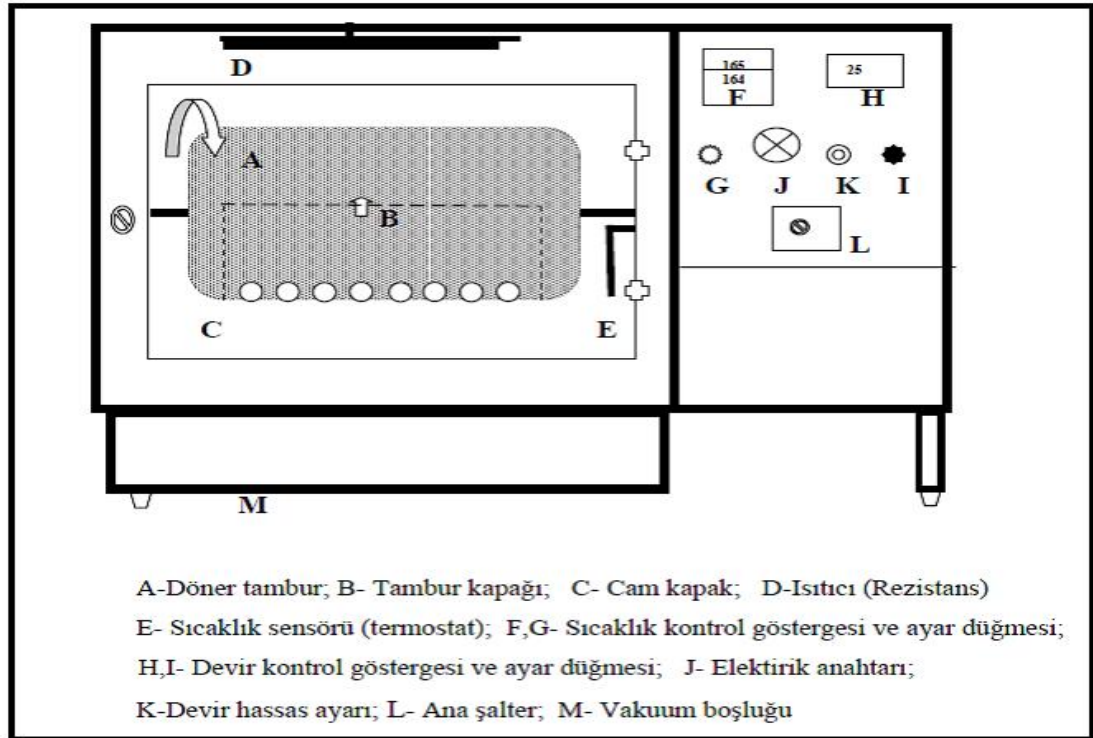 D
165
164
F
25
H
A
G
J
K
I
B
L
C
E
M
A-Döner tambur; B- Tambur kapağı; C- Cam kapak; D-Isıtıcı (Rezistans)
E- Sıcaklık sensörü (termostat); F,G- Sıcaklık kontrol göstergesi ve ayar düğmesi;
H,I- Devir kontrol göstergesi ve ayar düğmesi; J- Elektirik anahtarı;
K-Devir hassas ayarı; L- Ana şalter; M- Vakuum boşluğu